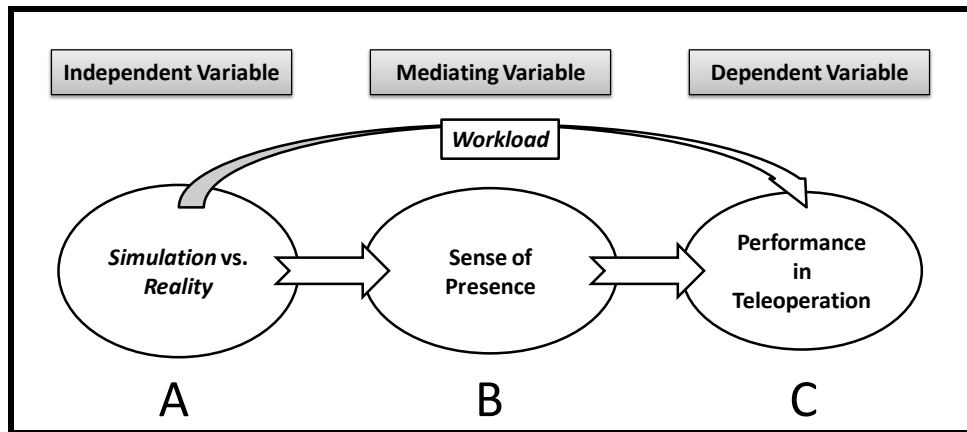 Independent Variable
Mediating Variable
Dependent Variable
Workload
Simulation vs.
Reality
Sense of
Presence
Performance
in
Teleoperation
A
B
C